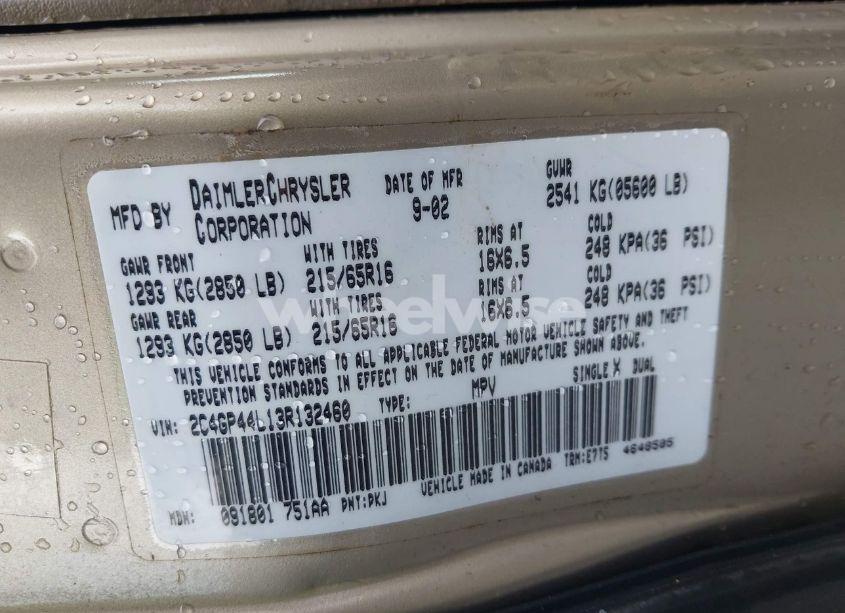 MFD BY DAIMLERCHRYSLER CORPORATION DATE OF MFR 9-02 GVWR 2541 KG(05600 LB)
GAWR FRONT WITH TIRES RIMS AT COLD
1293 KG(2850 LB) 215/65R16 16X6.5 248 KPA(36 PSI)
GAWR REAR WITH TIRES RIMS AT COLD
1293 KG(2850 LB) 215/65R16 16X6.5 248 KPA(36 PSI)
THIS VEHICLE CONFORMS TO ALL APPLICABLE FEDERAL MOTOR VEHICLE SAFETY AND THEFT
PREVENTION STANDARDS IN EFFECT ON THE DATE OF MANUFACTURE SHOWN ABOVE.
VIN: 2C4GP44L13R132460 TYPE: MPV SINGLE X DUAL
MDH: 091801 751AA PNT:PKJ VEHICLE MADE IN CANADA TRM:E7T5 4648505
wheelwise